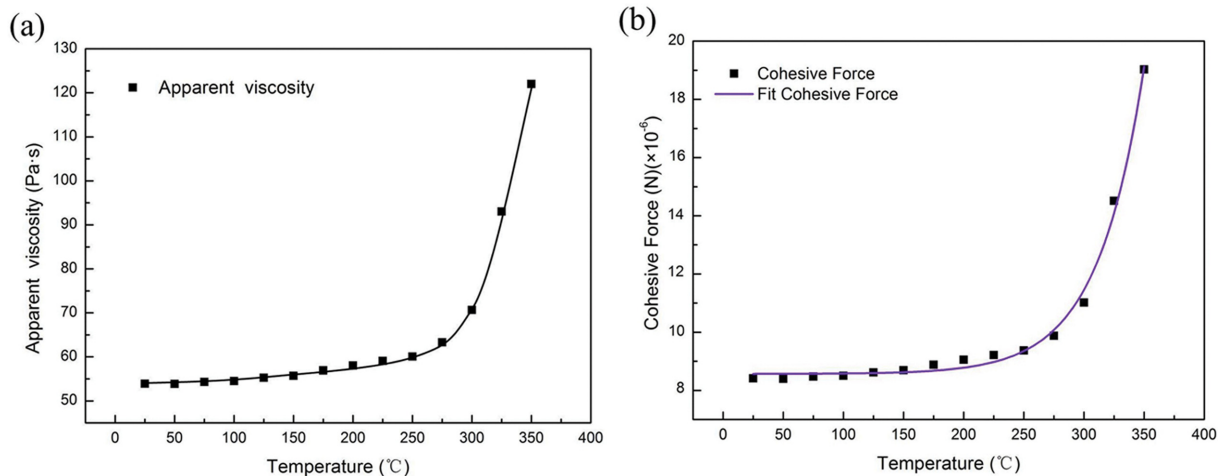 (a)
130
120
110
100
90
80
70
60
50
Apparent viscosity (Pa·s)
Apparent viscosity
0 50 100 150 200 250 300 350 400
Temperature (℃)
(b)
20
18
16
14
12
10
8
Cohesive Force (N)(×10⁻⁶)
Cohesive Force
Fit Cohesive Force
0 50 100 150 200 250 300 350 400
Temperature (℃)